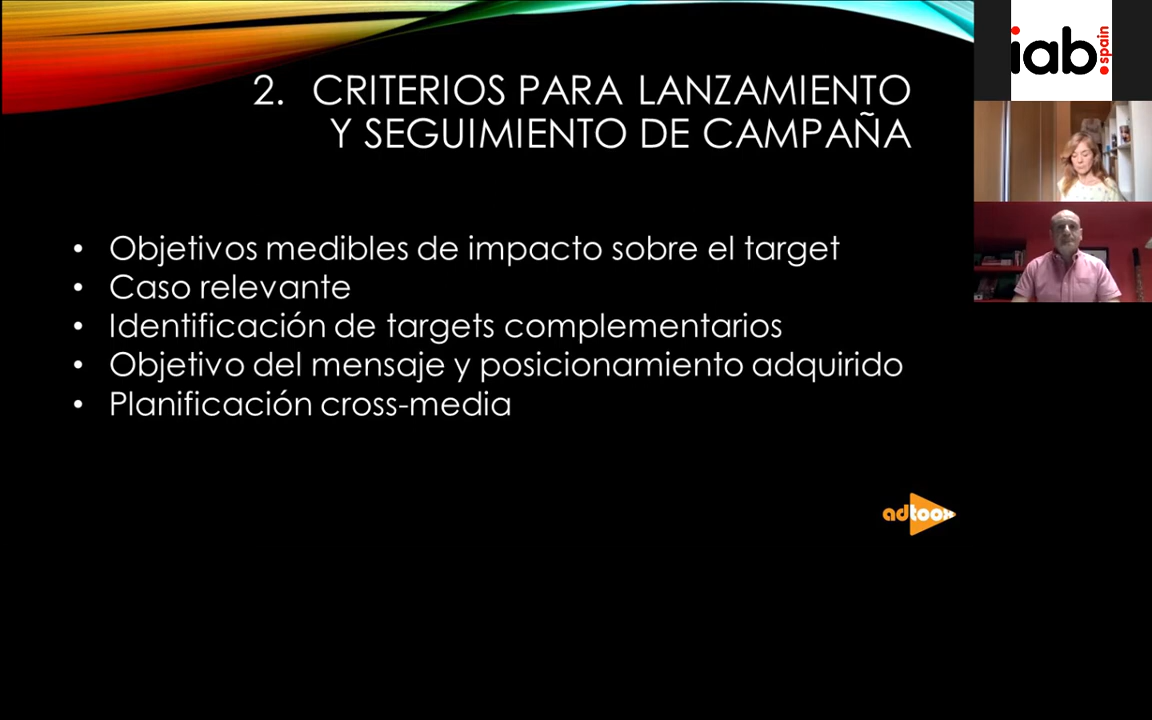 2. CRITERIOS PARA LANZAMIENTO
Y SEGUIMIENTO DE CAMPAÑA
• Objetivos medibles de impacto sobre el target
• Caso relevante
• Identificación de targets complementarios
• Objetivo del mensaje y posicionamiento adquirido
• Planificación cross-media
adtoox
iab.
spain